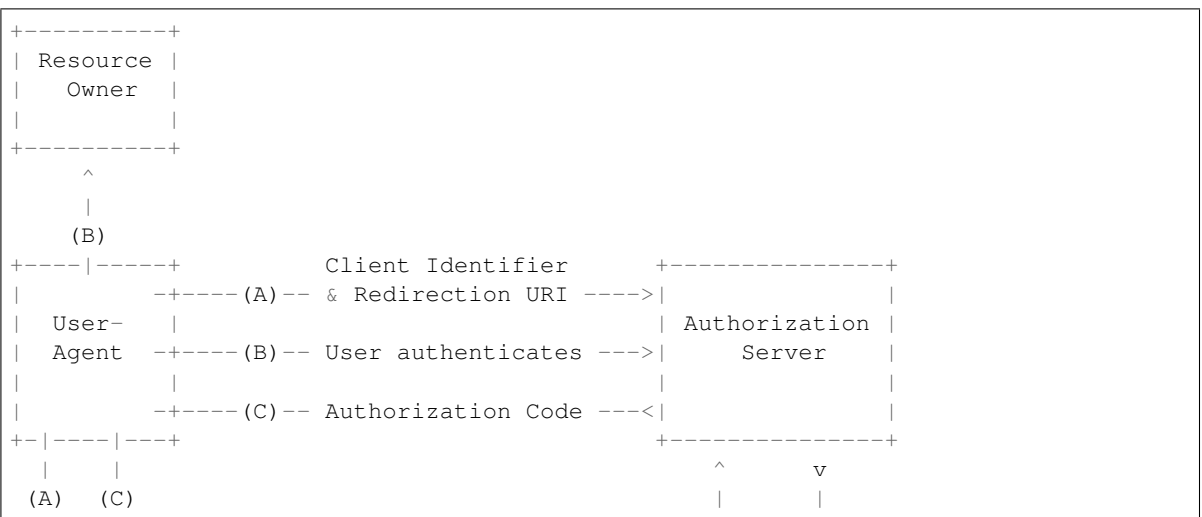 +----------+
| Resource |
|   Owner  |
|          |
+----------+
     ^
     |
    (B)
+----|-----+          Client Identifier      +---------------+
|         -+----(A)-- & Redirection URI ---->|               |
|  User-   |                                 | Authorization |
|  Agent  -+----(B)-- User authenticates --->|     Server    |
|          |                                 |               |
|         -+----(C)-- Authorization Code ---<|               |
+-|----|---+                                 +---------------+
  |    |                                         ^      v
 (A)  (C)                                        |      |